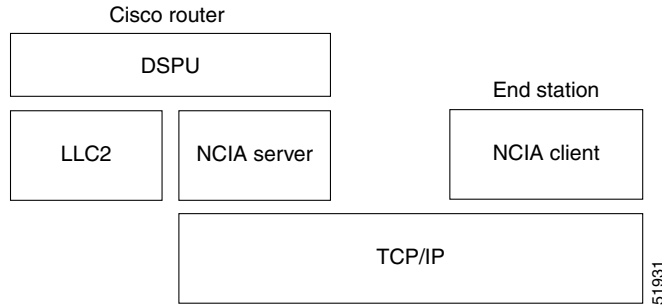 Cisco router
DSPU
End station
LLC2
NCIA server
NCIA client
TCP/IP
51931